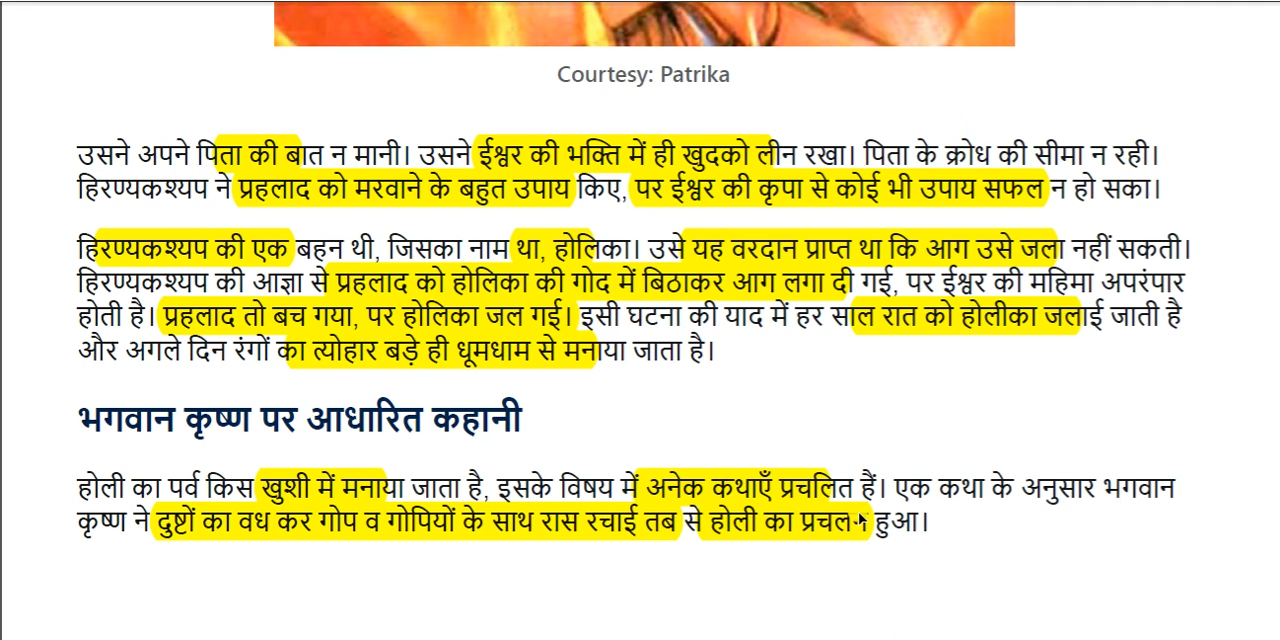 Courtesy: Patrika
उसने अपने पिता की बात न मानी। उसने ईश्वर की भक्ति में ही खुदको लीन रखा। पिता के क्रोध की सीमा न रही।
हिरण्यकश्यप ने प्रहलाद को मरवाने के बहुत उपाय किए, पर ईश्वर की कृपा से कोई भी उपाय सफल न हो सका।
हिरण्यकश्यप की एक बहन थी, जिसका नाम था, होलिका। उसे यह वरदान प्राप्त था कि आग उसे जला नहीं सकती।
हिरण्यकश्यप की आज्ञा से प्रहलाद को होलिका की गोद में बिठाकर आग लगा दी गई, पर ईश्वर की महिमा अपरंपार
होती है। प्रहलाद तो बच गया, पर होलिका जल गई। इसी घटना की याद में हर साल रात को होलीका जलाई जाती है
और अगले दिन रंगों का त्योहार बड़े ही धूमधाम से मनाया जाता है।
भगवान कृष्ण पर आधारित कहानी
होली का पर्व किस खुशी में मनाया जाता है, इसके विषय में अनेक कथाएँ प्रचलित हैं। एक कथा के अनुसार भगवान
कृष्ण ने दुष्टों का वध कर गोप व गोपियों के साथ रास रचाई तब से होली का प्रचलन हुआ।